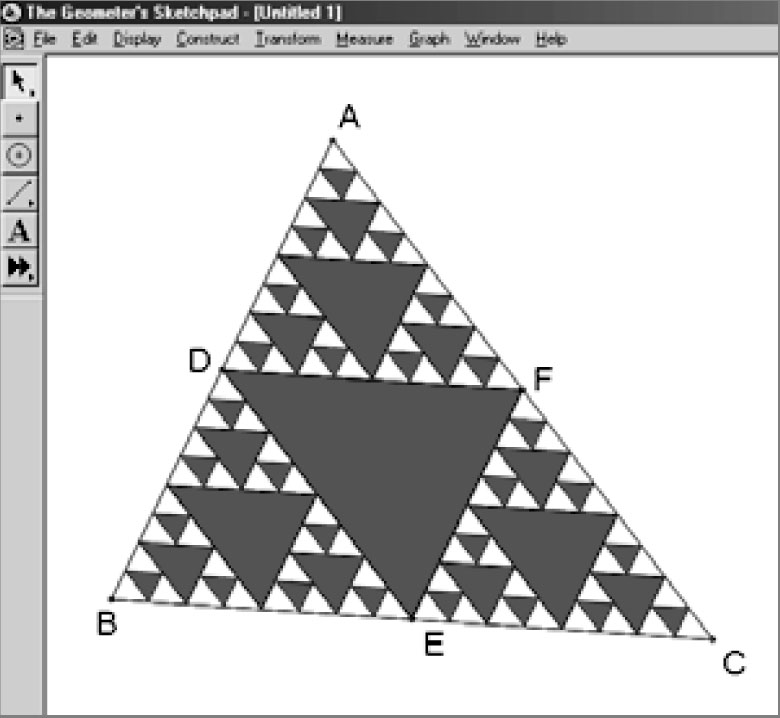 The Geometer's Sketchpad - [Untitled 1]
File Edit Display Construct Transform Measure Graph Window Help
A
A
D
F
B
E
C